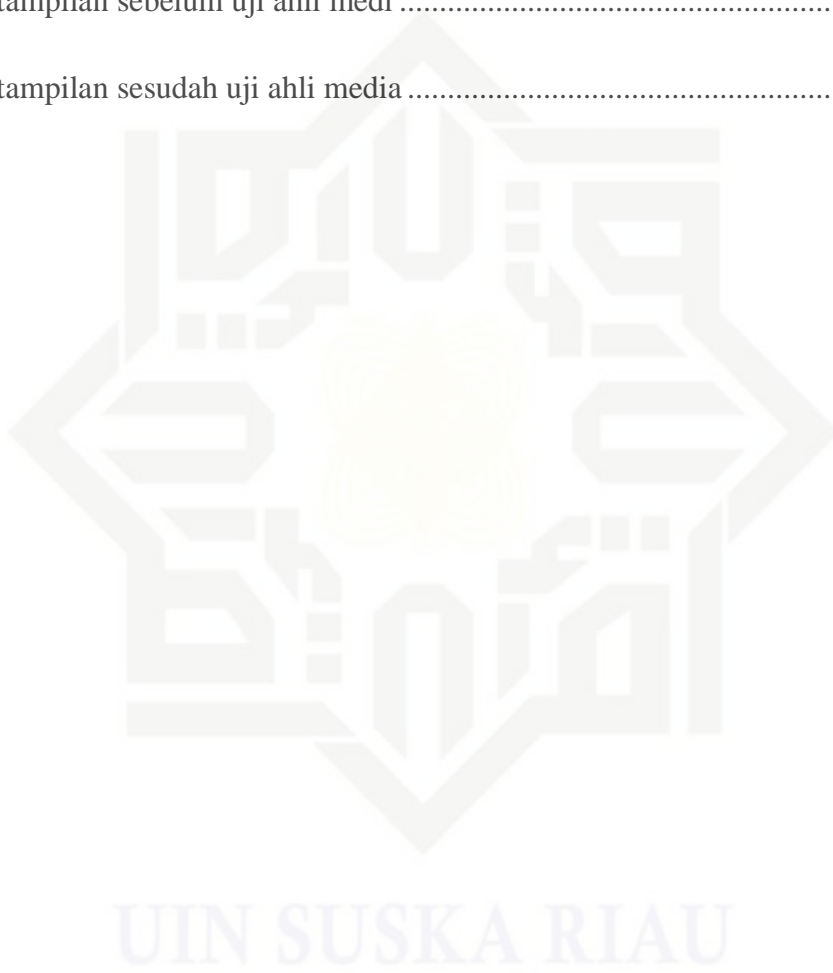 tampilan sebelum uji ahli medi ....................................................
tampilan sesudah uji ahli media ....................................................
UIN SUSKA RIAU